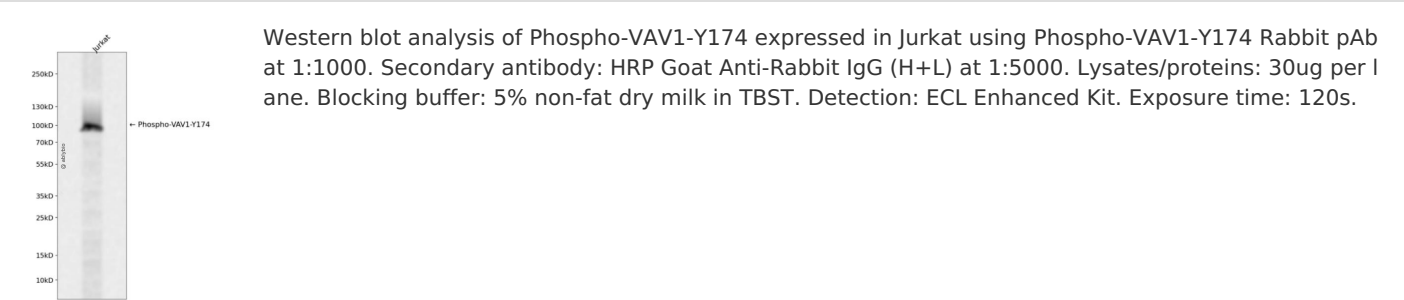 Jurkat
250kD
130kD
100kD
70kD
55kD
35kD
25kD
15kD
10kD
← Phospho-VAV1-Y174
Western blot analysis of Phospho-VAV1-Y174 expressed in Jurkat using Phospho-VAV1-Y174 Rabbit pAb
at 1:1000. Secondary antibody: HRP Goat Anti-Rabbit IgG (H+L) at 1:5000. Lysates/proteins: 30ug per l
ane. Blocking buffer: 5% non-fat dry milk in TBST. Detection: ECL Enhanced Kit. Exposure time: 120s.